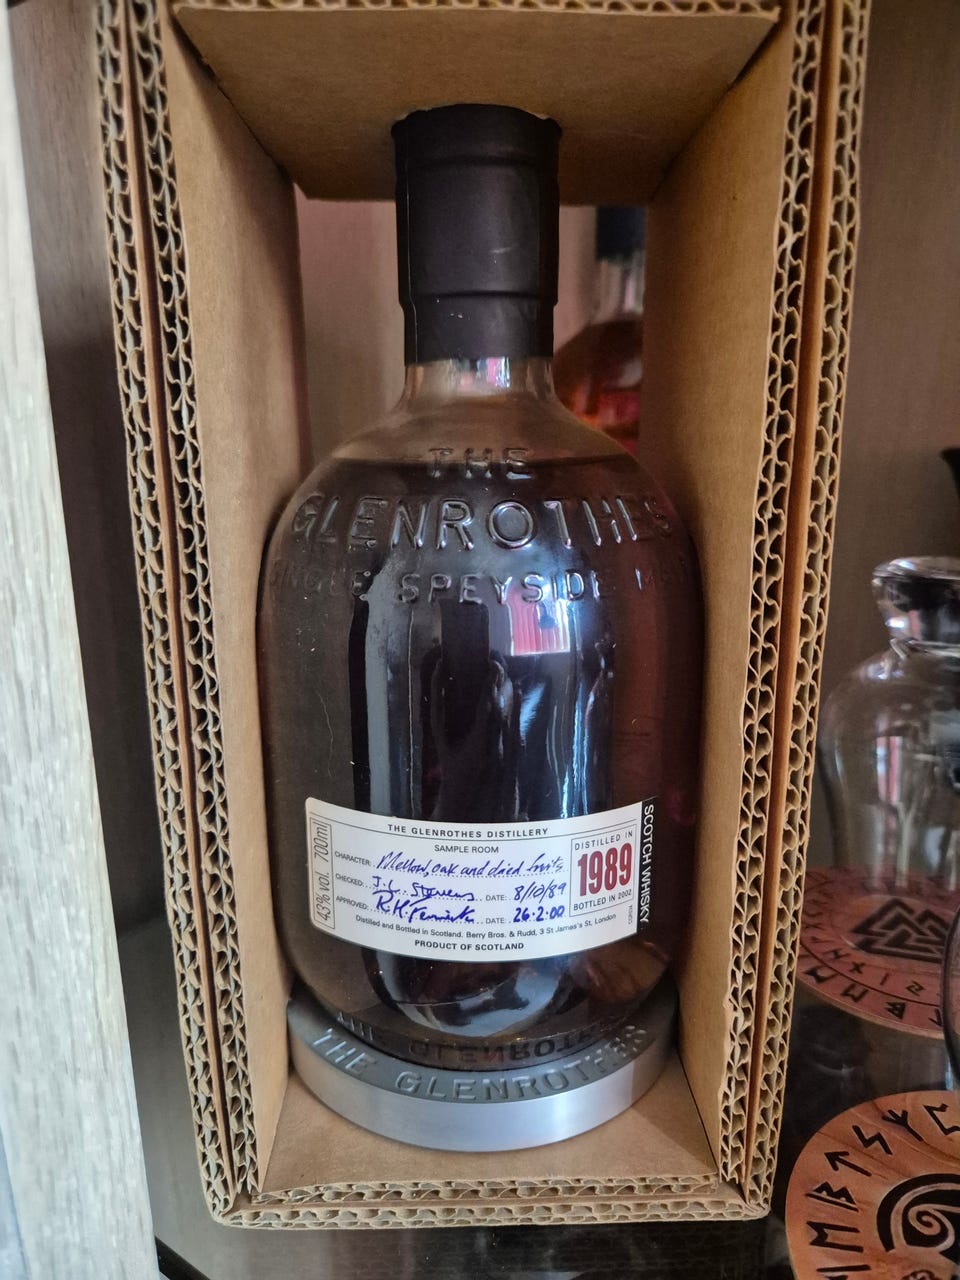 THE
GLENROTHES
SINGLE SPEYSIDE MALT
THE GLENROTHES DISTILLERY
SAMPLE ROOM
CHARACTER: Mellow, oak and dried fruits
CHECKED: J.L. Stevens DATE: 8/10/89
APPROVED: R.H. Fenwick DATE: 26.2.02
Distilled and Bottled in Scotland. Berry Bros. & Rudd, 3 St James's St, London
PRODUCT OF SCOTLAND
43% vol. 700ml
DISTILLED IN
1989
BOTTLED IN 2002
SCOTCH WHISKY
THE GLENROTHES